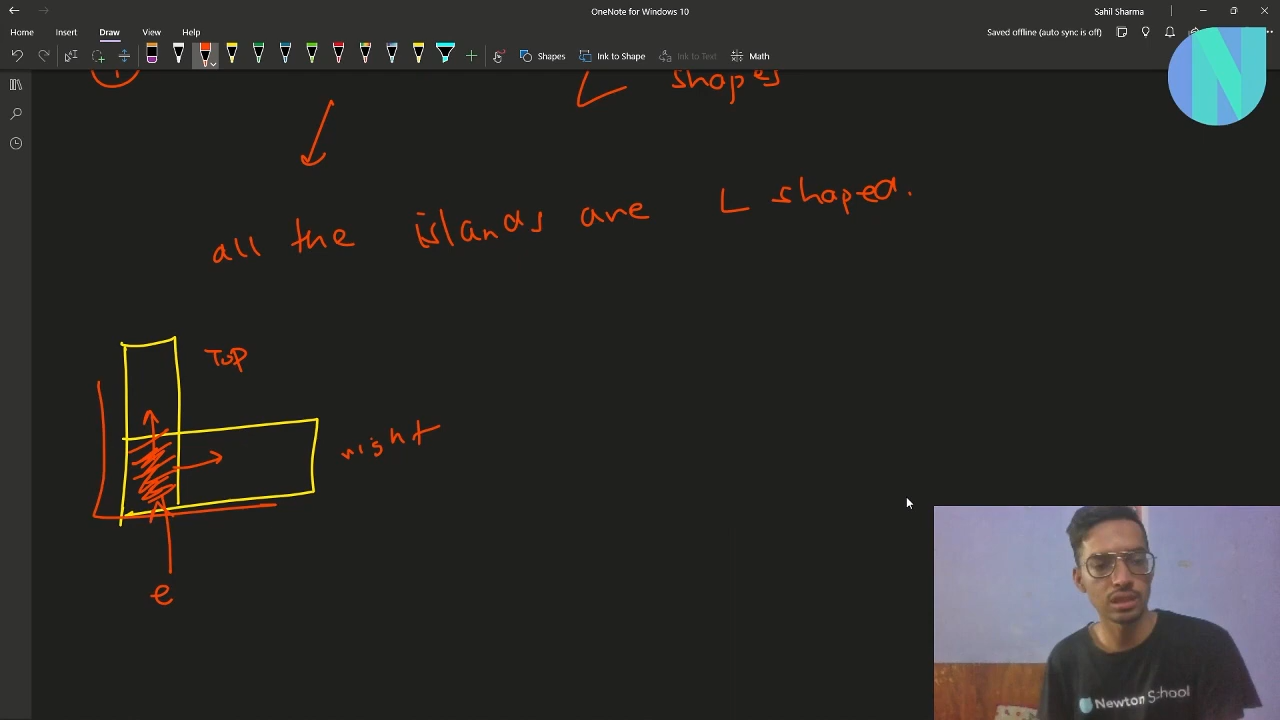 OneNote for Windows 10
Sahil Sharma
Home Insert Draw View Help
Saved offline (auto sync is off)
Shapes Ink to Shape Ink to Text Math
1
L shapes
all the islands are L shaped.
TOP
right
e
Newton School
N